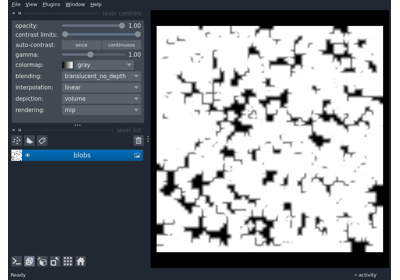 File View Plugins Window Help
layer controls
opacity: 1.00
contrast limits:
auto-contrast: once continuous
gamma: 1.00
colormap: gray
blending: translucent_no_depth
interpolation: linear
depiction: volume
rendering: mip
layer list
blobs
Ready activity